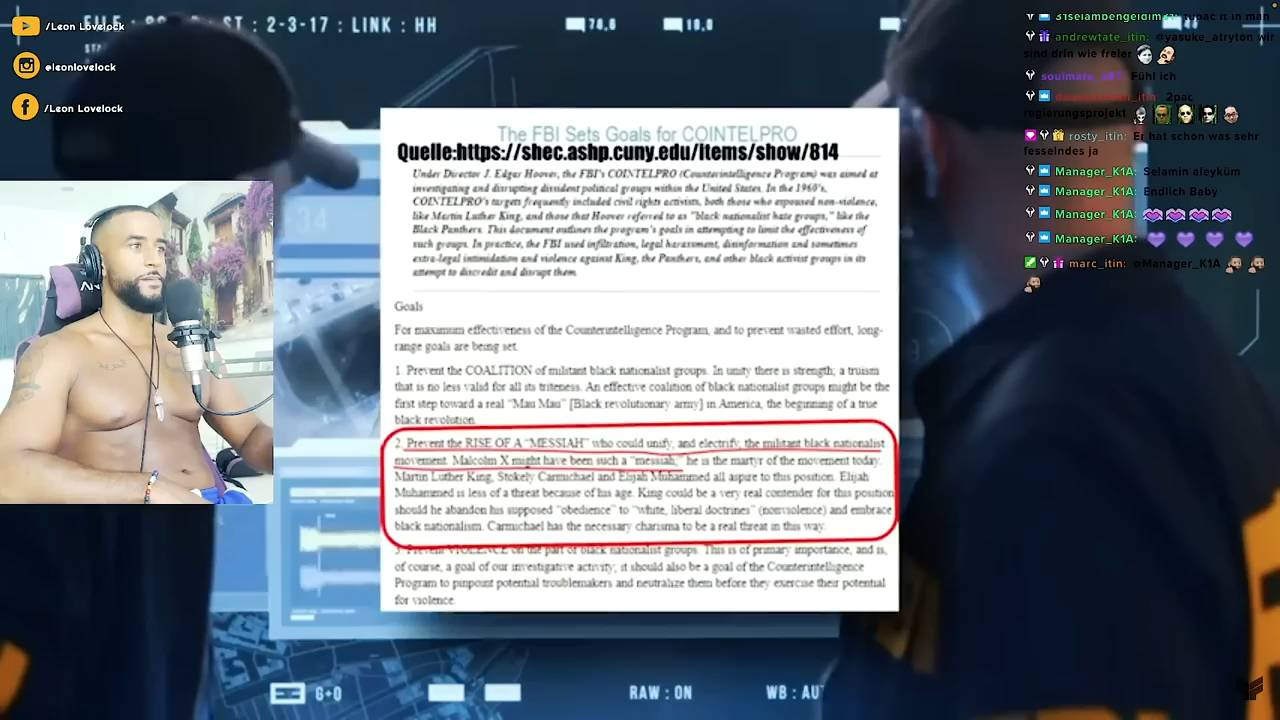 /Leon Lovelock
@leonlovelock
/Leon Lovelock
ST : 2-3-17 : LINK : HH
The FBI Sets Goals for COINTELPRO
Quelle:https://shec.ashp.cuny.edu/items/show/814
Under Director J. Edgar Hoover, the FBI's COINTELPRO (Counterintelligence Program) was aimed at
investigating and disrupting dissident political groups within the United States. In the 1960's,
COINTELPRO's targets frequently included civil rights activists, both those who espoused non-violence,
like Martin Luther King, and those that Hoover referred to as "black nationalist hate groups," like the
Black Panthers. This document outlines the program's goals in attempting to limit the effectiveness of
such groups. In practice, the FBI used infiltration, legal harassment, disinformation and sometimes
extra-legal intimidation and violence against King, the Panthers, and other black activist groups in its
attempt to discredit and disrupt them.
Goals
For maximum effectiveness of the Counterintelligence Program, and to prevent wasted effort, long-
range goals are being set.
1. Prevent the COALITION of militant black nationalist groups. In unity there is strength; a truism
that is no less valid for all its triteness. An effective coalition of black nationalist groups might be the
first step toward a real "Mau Mau" [Black revolutionary army] in America, the beginning of a true
black revolution.
2. Prevent the RISE OF A "MESSIAH" who could unify, and electrify, the militant black nationalist
movement. Malcolm X might have been such a "messiah;" he is the martyr of the movement today.
Martin Luther King, Stokely Carmichael and Elijah Muhammed all aspire to this position. Elijah
Muhammed is less of a threat because of his age. King could be a very real contender for this position
should he abandon his supposed "obedience" to "white, liberal doctrines" (nonviolence) and embrace
black nationalism. Carmichael has the necessary charisma to be a real threat in this way.
3. Prevent VIOLENCE on the part of black nationalist groups. This is of primary importance, and is,
of course, a goal of our investigative activity; it should also be a goal of the Counterintelligence
Program to pinpoint potential troublemakers and neutralize them before they exercise their potential
for violence.
andrewtate_itin: @yasuke_atryton wir
sind drin wie freier
Fühl ich
2pac
regierungsprojekt
rosty_itin: Er hat schon was sehr
fesselndes ja
Manager_K1A: Selamin aleyküm
Manager_K1A: Endlich Baby
Manager_K1A:
Manager_K1A:
marc_itin: @Manager_K1A
G+0
RAW : ON
WB : AU